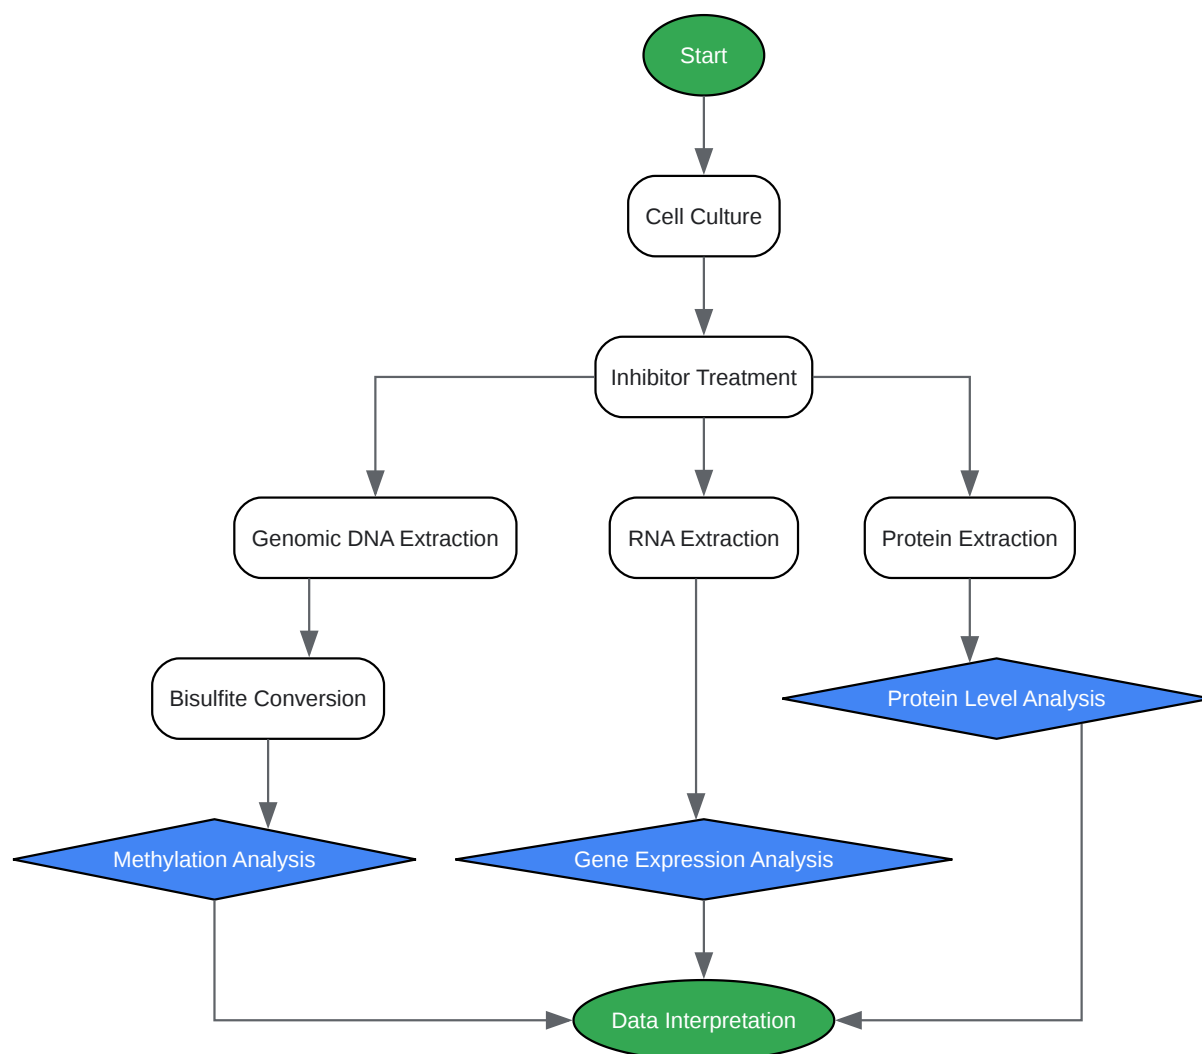 Start
Cell Culture
Inhibitor Treatment
Genomic DNA Extraction
RNA Extraction
Protein Extraction
Bisulfite Conversion
Protein Level Analysis
Methylation Analysis
Gene Expression Analysis
Data Interpretation